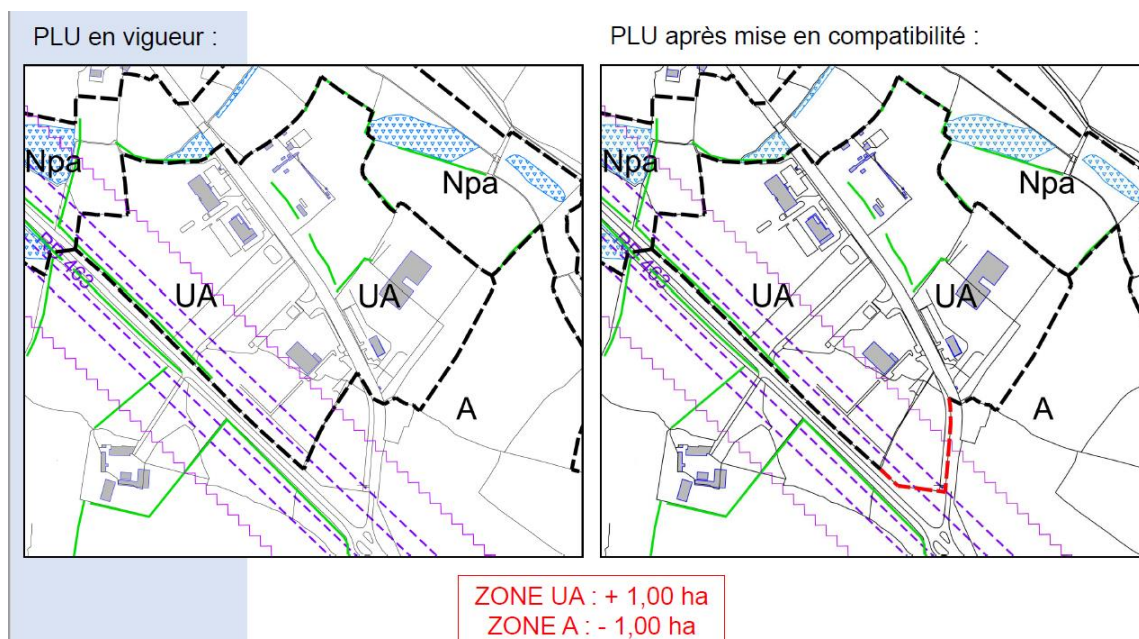 PLU en vigueur :
PLU après mise en compatibilité :
Npa
Npa
UA
UA
A
Npa
Npa
UA
UA
A
ZONE UA : + 1,00 ha
ZONE A : - 1,00 ha